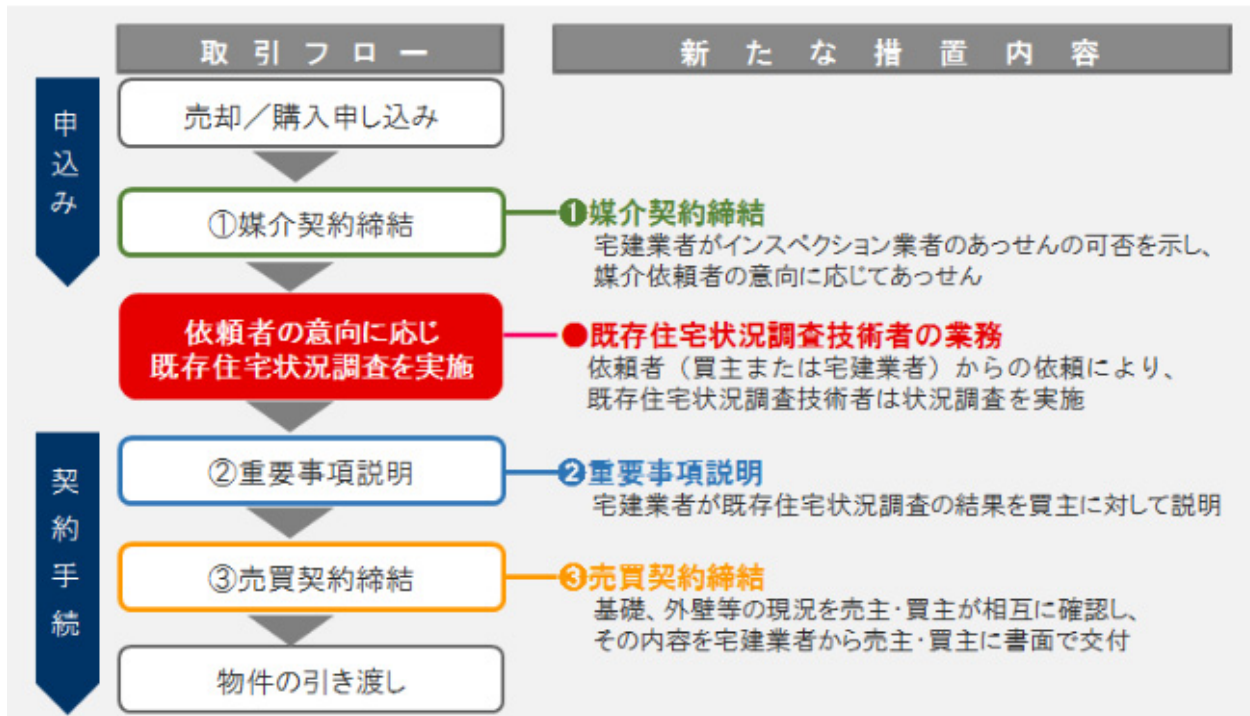 取引フロー
新たな措置内容
申込み
売却／購入申し込み
①媒介契約締結
❶媒介契約締結
宅建業者がインスペクション業者のあっせんの可否を示し、
媒介依頼者の意向に応じてあっせん
依頼者の意向に応じ
既存住宅状況調査を実施
●既存住宅状況調査技術者の業務
依頼者（買主または宅建業者）からの依頼により、
既存住宅状況調査技術者は状況調査を実施
契約手続
②重要事項説明
❷重要事項説明
宅建業者が既存住宅状況調査の結果を買主に対して説明
③売買契約締結
❸売買契約締結
基礎、外壁等の現況を売主・買主が相互に確認し、
その内容を宅建業者から売主・買主に書面で交付
物件の引き渡し